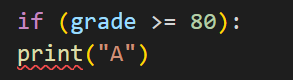 if (grade >= 80):
print("A")